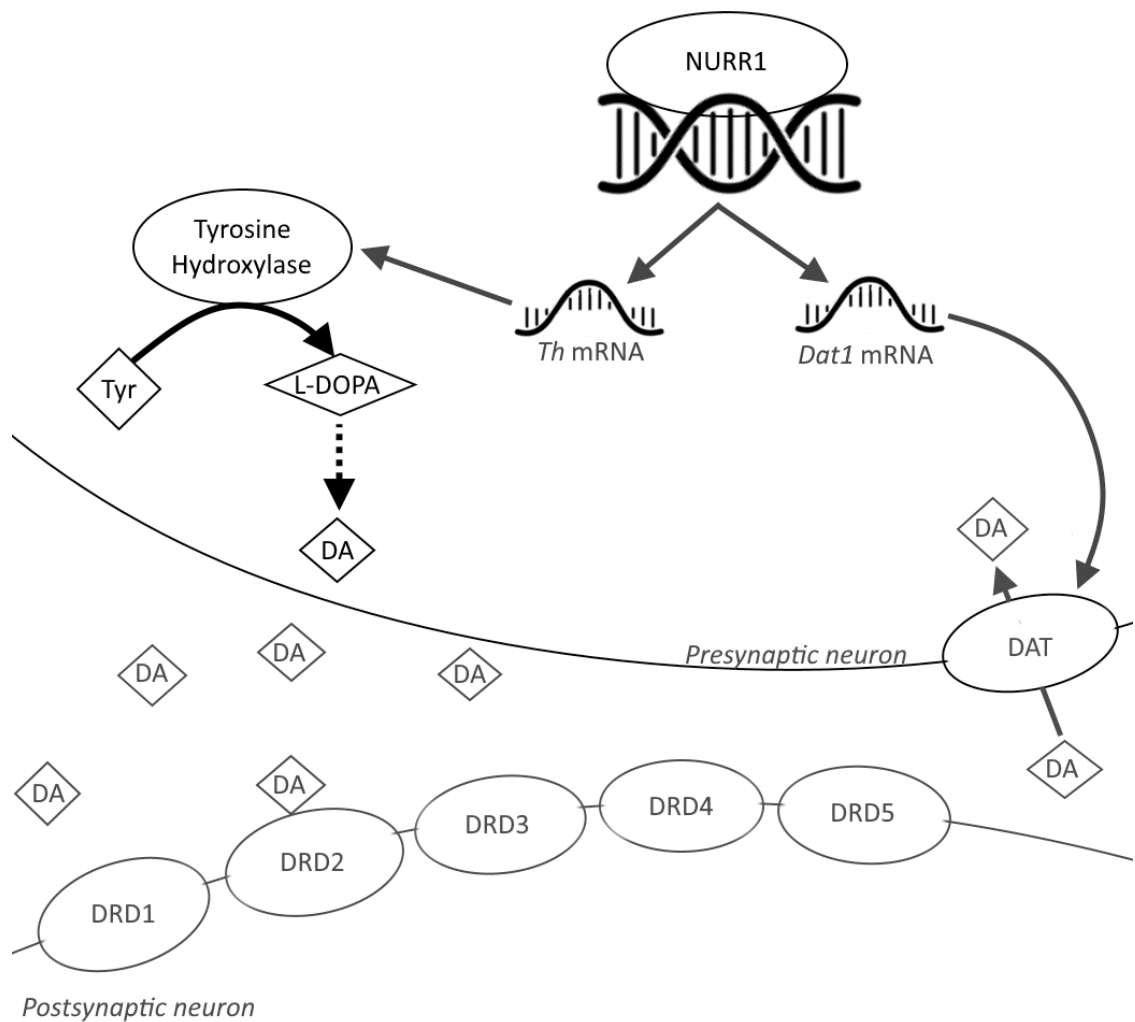 NURR1
Tyrosine
Hydroxylase
Th mRNA
Dat1 mRNA
Tyr
L-DOPA
DA
DA
DA
DA
DA
Presynaptic neuron
DAT
DA
DA
DA
DRD1
DRD2
DRD3
DRD4
DRD5
Postsynaptic neuron